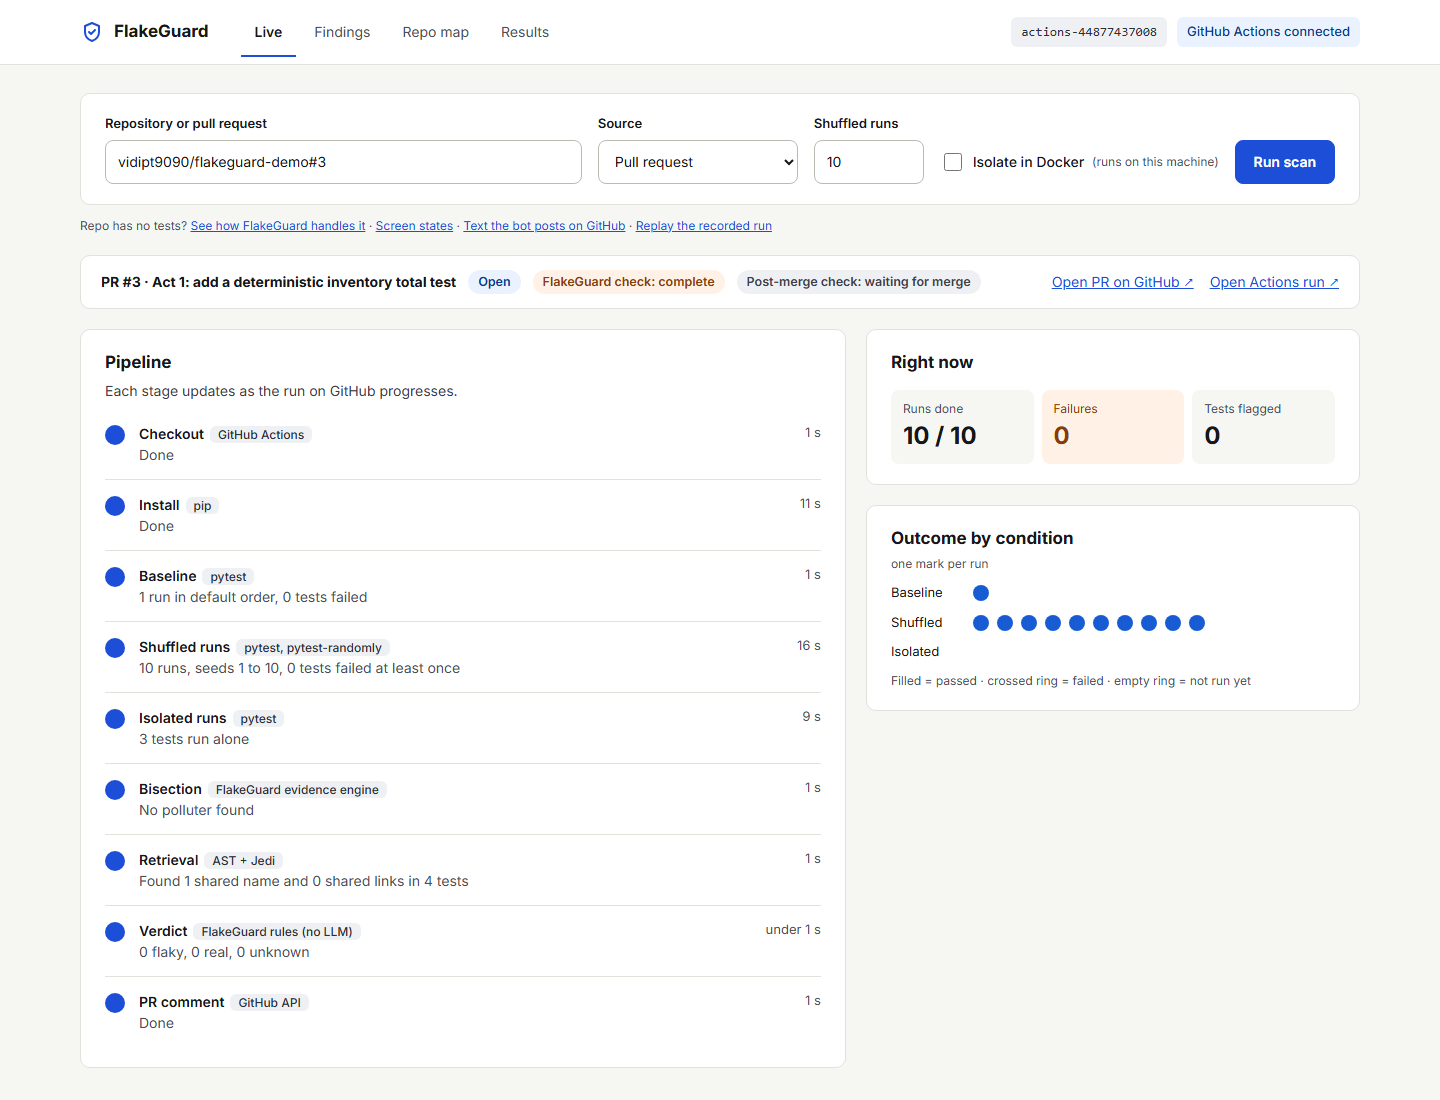 FlakeGuard
Live
Findings
Repo map
Results
actions-44877437008
GitHub Actions connected
Repository or pull request
Source
Shuffled runs
vidipt9090/flakeguard-demo#3
Pull request
10
Isolate in Docker (runs on this machine)
Run scan
Repo has no tests? See how FlakeGuard handles it · Screen states · Text the bot posts on GitHub · Replay the recorded run
PR #3 · Act 1: add a deterministic inventory total test
Open
FlakeGuard check: complete
Post-merge check: waiting for merge
Open PR on GitHub ↗
Open Actions run ↗
Pipeline
Each stage updates as the run on GitHub progresses.
Checkout GitHub Actions 1 s
Done
Install pip 11 s
Done
Baseline pytest 1 s
1 run in default order, 0 tests failed
Shuffled runs pytest, pytest-randomly 16 s
10 runs, seeds 1 to 10, 0 tests failed at least once
Isolated runs pytest 9 s
3 tests run alone
Bisection FlakeGuard evidence engine 1 s
No polluter found
Retrieval AST + Jedi 1 s
Found 1 shared name and 0 shared links in 4 tests
Verdict FlakeGuard rules (no LLM) under 1 s
0 flaky, 0 real, 0 unknown
PR comment GitHub API 1 s
Done
Right now
Runs done
10 / 10
Failures
0
Tests flagged
0
Outcome by condition
one mark per run
Baseline
Shuffled
Isolated
Filled = passed · crossed ring = failed · empty ring = not run yet